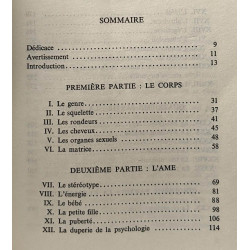 SOMMAIRE
Dédicace 9
Avertissement 11
Introduction 13
PREMIÈRE PARTIE : LE CORPS
I. Le genre 31
II. Le squelette 37
III. Les rondeurs 41
IV. Les cheveux 45
V. Les organes sexuels 48
VI. La matrice 58
DEUXIÈME PARTIE : L'AME
VII. Le stéréotype 69
VIII. L'énergie 81
IX. Le bébé 88
X. La petite fille 98
XI. La puberté 106
XII. La duperie de la psychologie 114